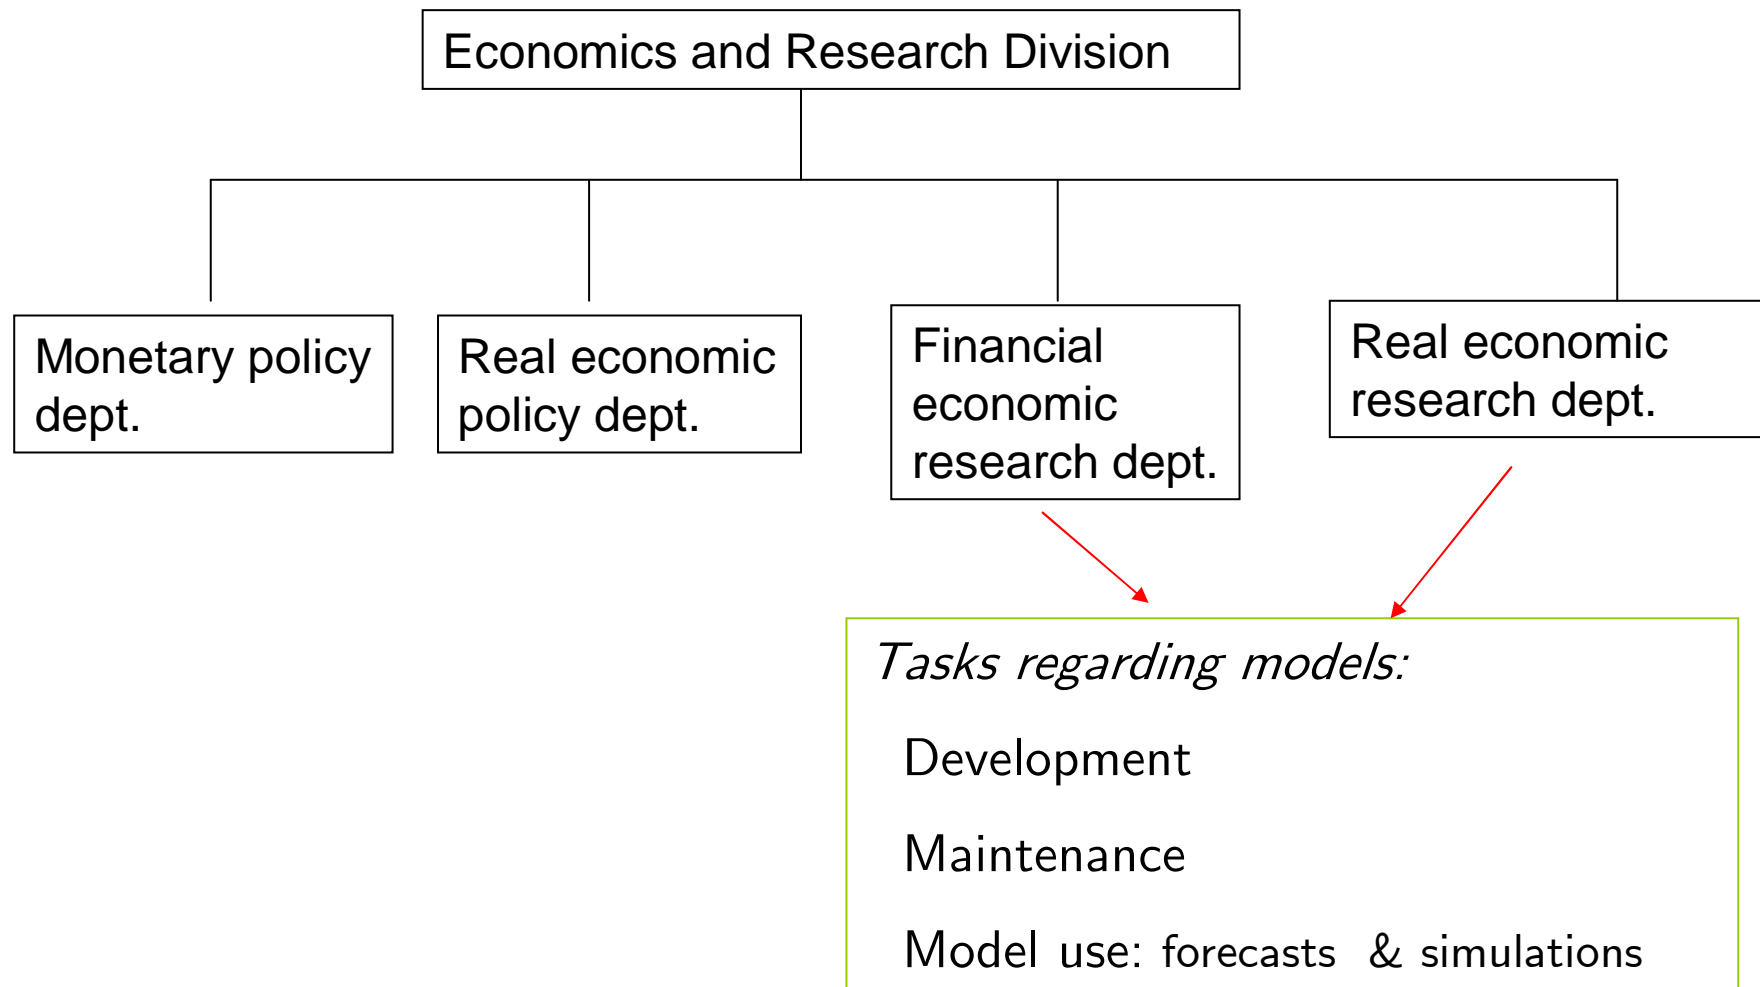 Economics and Research Division
Monetary policy
dept.
Real economic
policy dept.
Financial
economic
research dept.
Real economic
research dept.
Tasks regarding models:
Development
Maintenance
Model use: forecasts & simulations